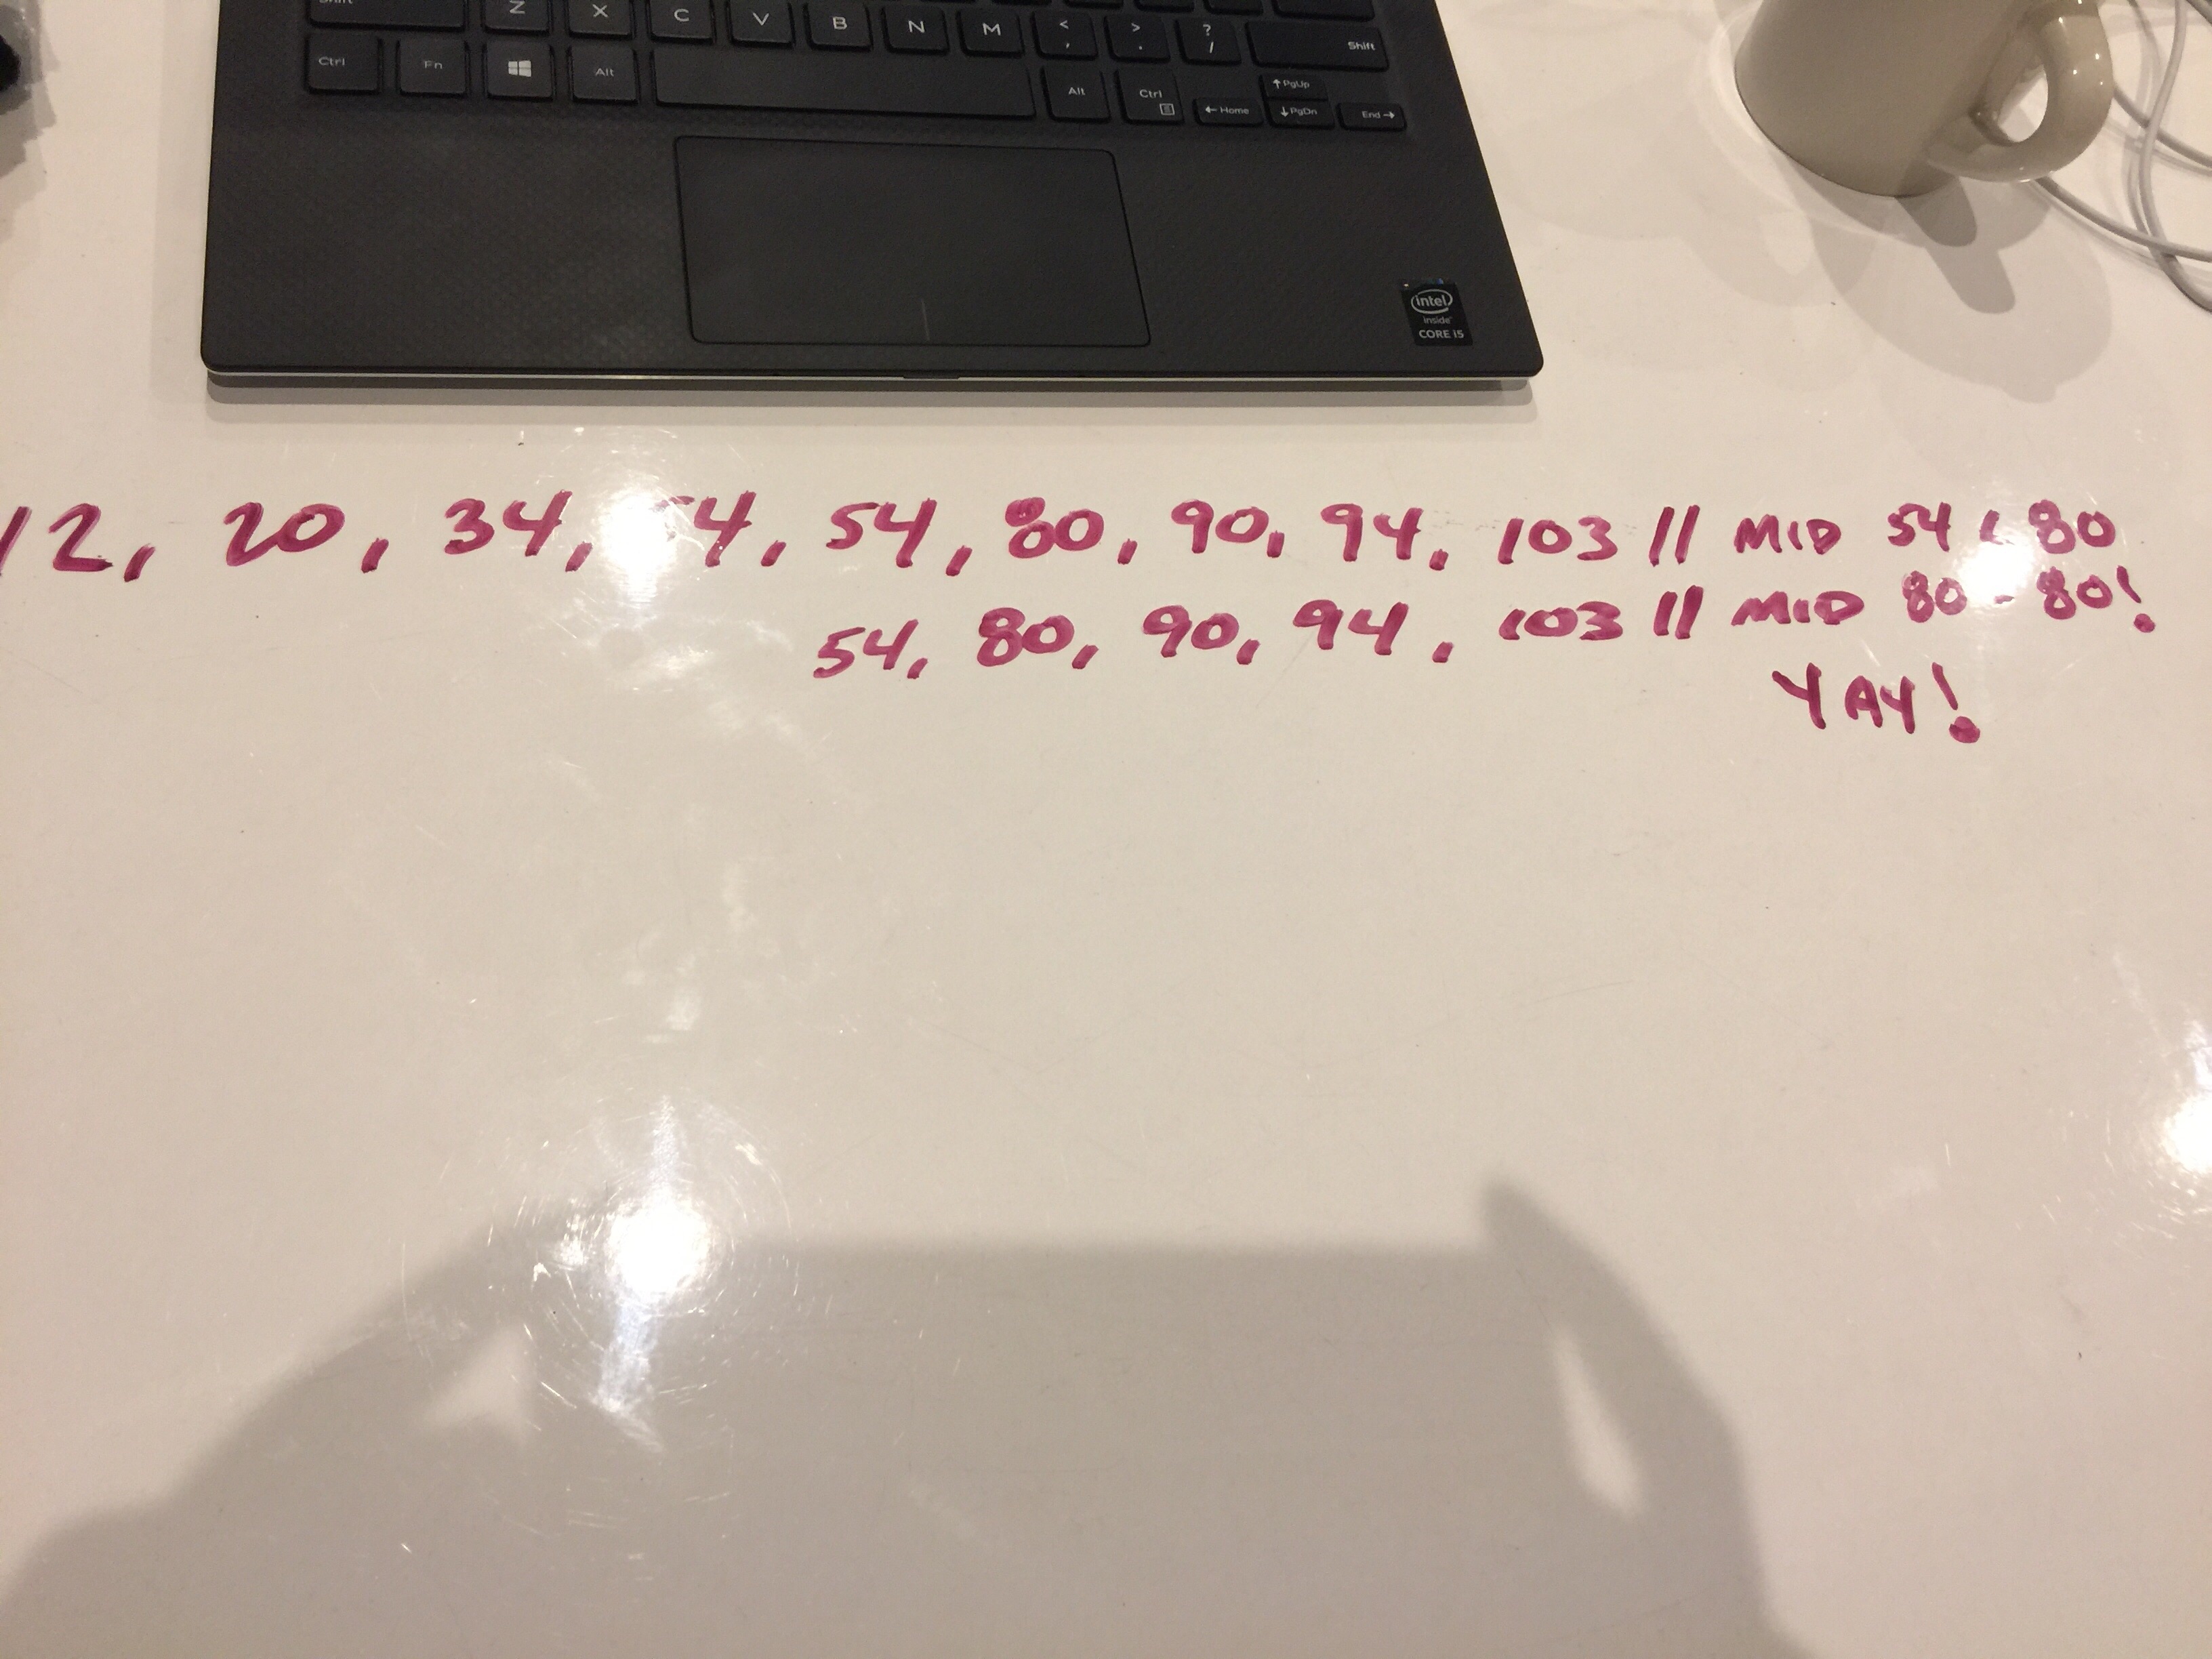 Shift Z X C V B N M < , > . ? / Shift
Ctrl Fn Alt Alt Ctrl ←Home ↑PgUp ↓PgDn End→
intel
inside
CORE i5
12, 20, 34, 54, 80, 90, 94, 103 // MID 54 < 80
54, 80, 90, 94, 103 // MID 80 - 80!
YAY!